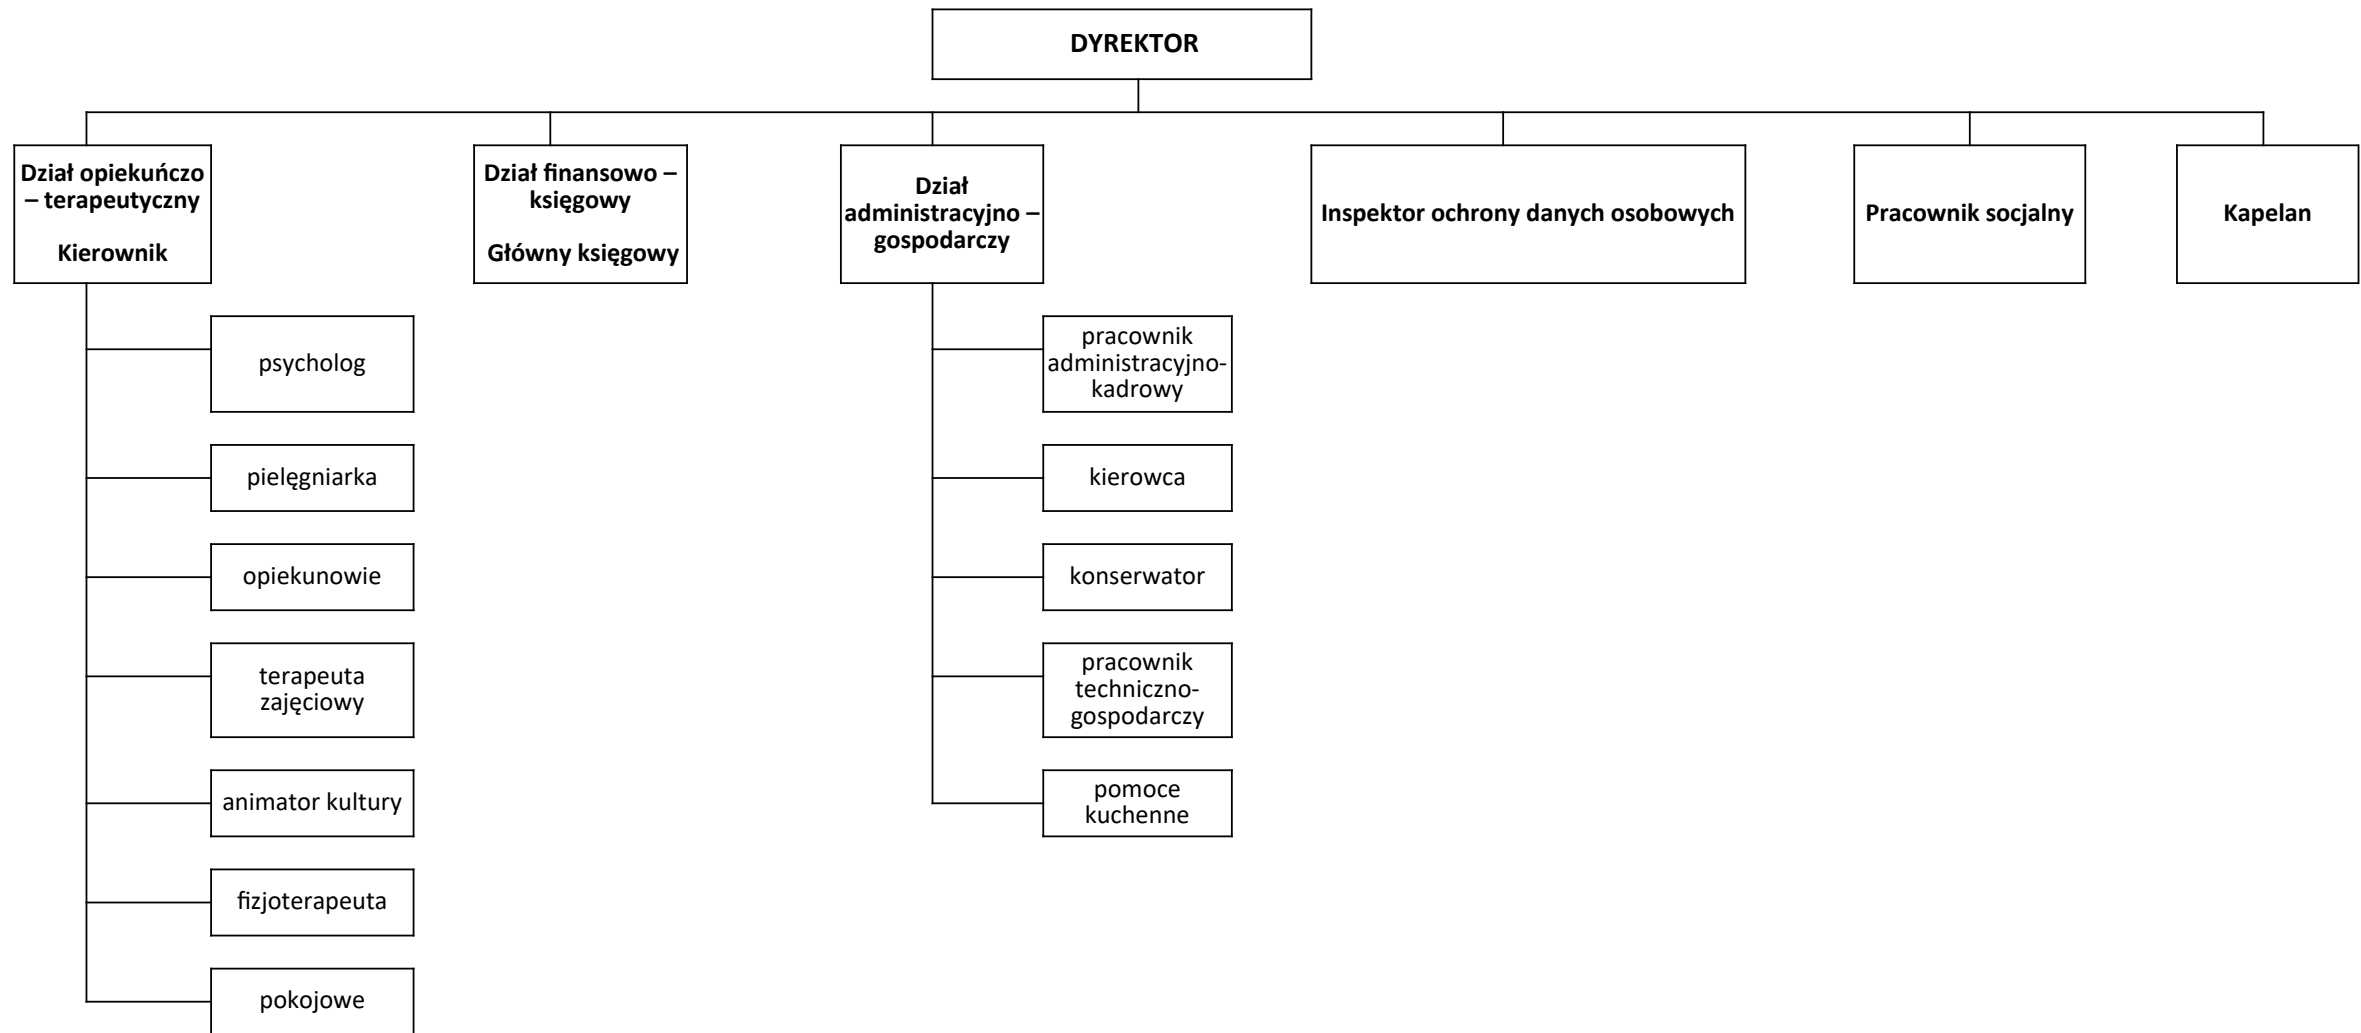 DYREKTOR
Dział opiekuńczo
– terapeutyczny
Kierownik
Dział finansowo –
księgowy
Główny księgowy
Dział
administracyjno –
gospodarczy
Inspektor ochrony danych osobowych
Pracownik socjalny
Kapelan
psycholog
pielęgniarka
opiekunowie
terapeuta
zajęciowy
animator kultury
fizjoterapeuta
pokojowe
pracownik
administracyjno-
kadrowy
kierowca
konserwator
pracownik
techniczno-
gospodarczy
pomoce
kuchenne